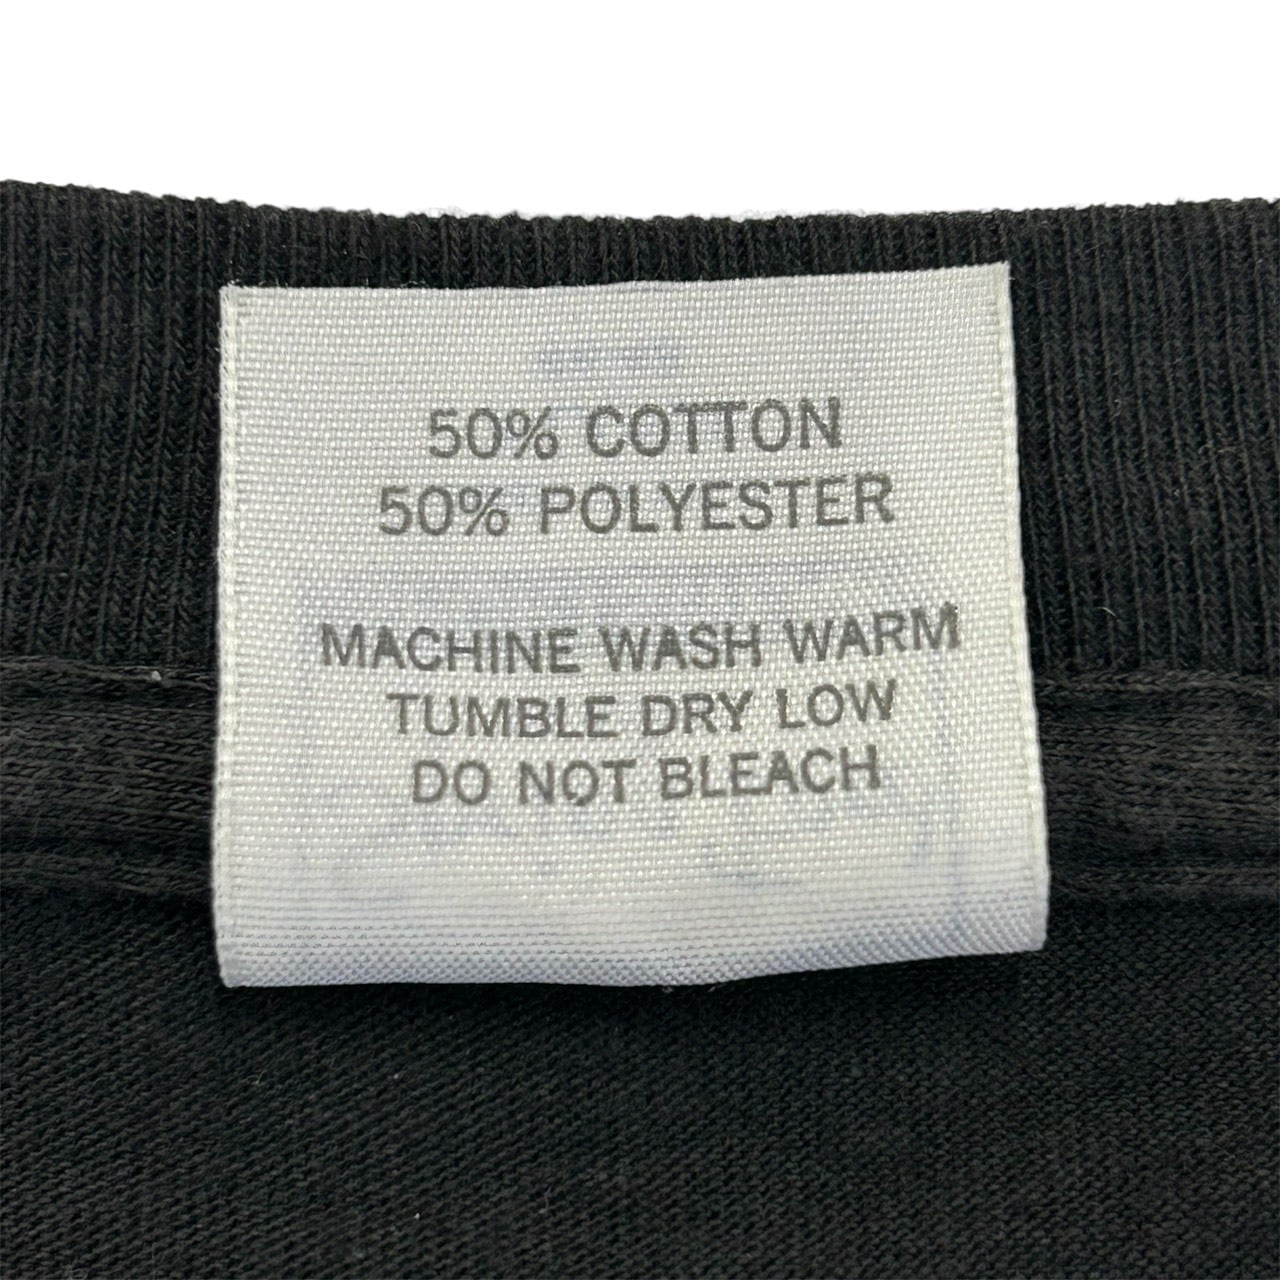 50% COTTON
50% POLYESTER
MACHINE WASH WARM
TUMBLE DRY LOW
DO NOT BLEACH